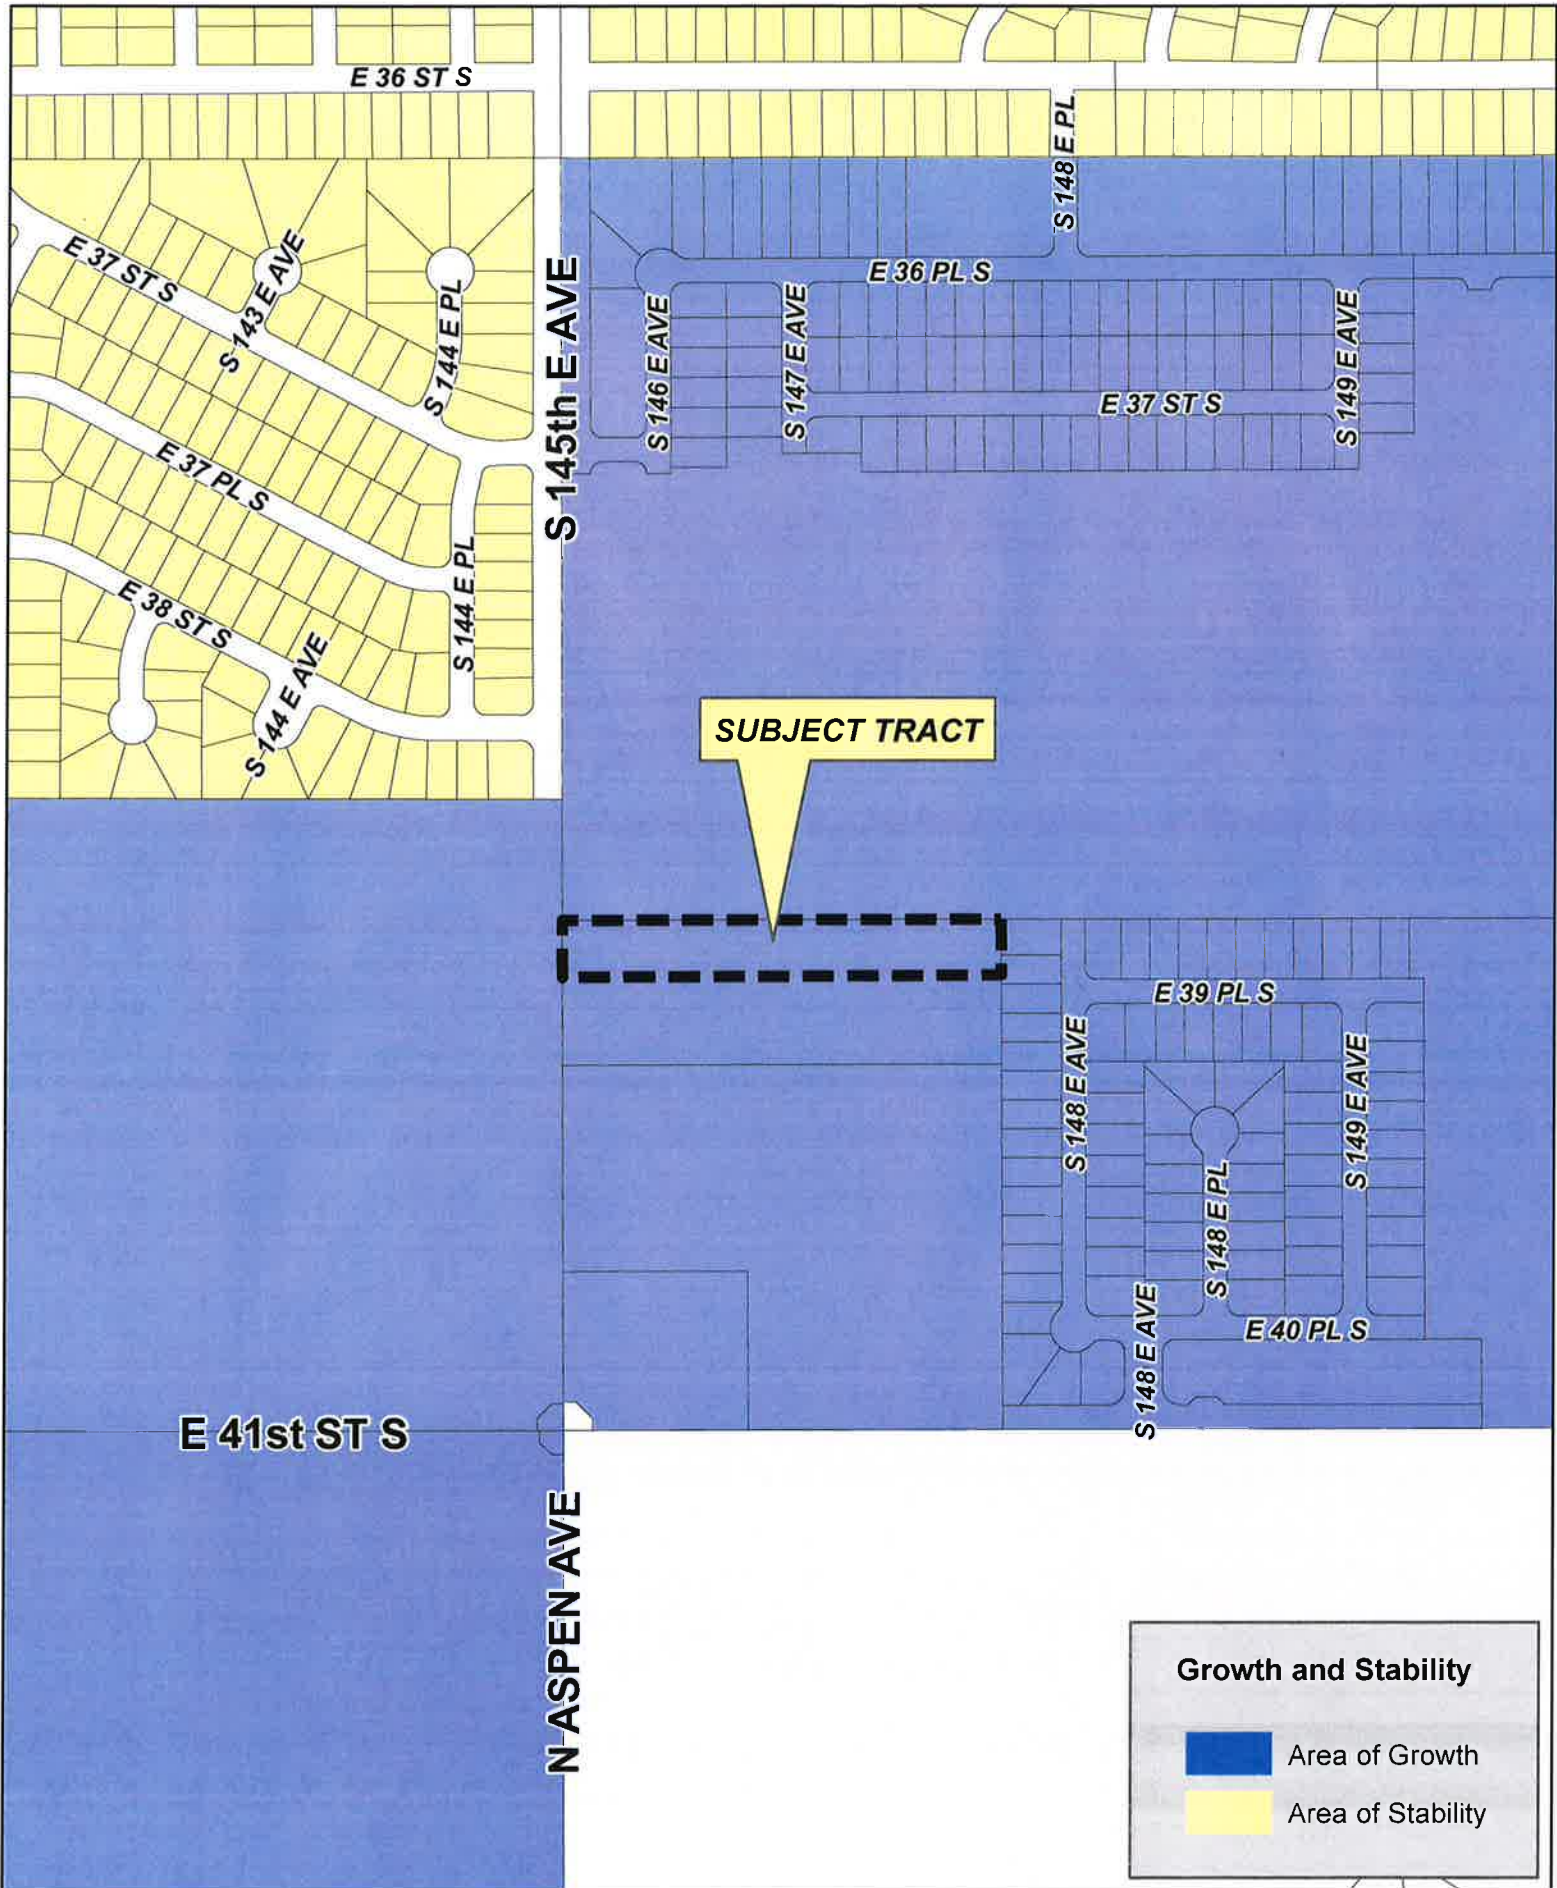 E 36 ST S
S 148 E PL
E 37 ST S
S 143 E AVE
S 144 E PL
S 145th E AVE
E 36 PL S
S 146 E AVE
S 147 E AVE
S 149 E AVE
E 37 ST S
E 37 PL S
E 38 ST S
S 144 E AVE
S 144 E PL
SUBJECT TRACT
E 39 PL S
S 148 E AVE
S 149 E AVE
S 148 E PL
S 148 E AVE
E 40 PL S
E 41st ST S
N ASPEN AVE
Growth and Stability
Area of Growth
Area of Stability